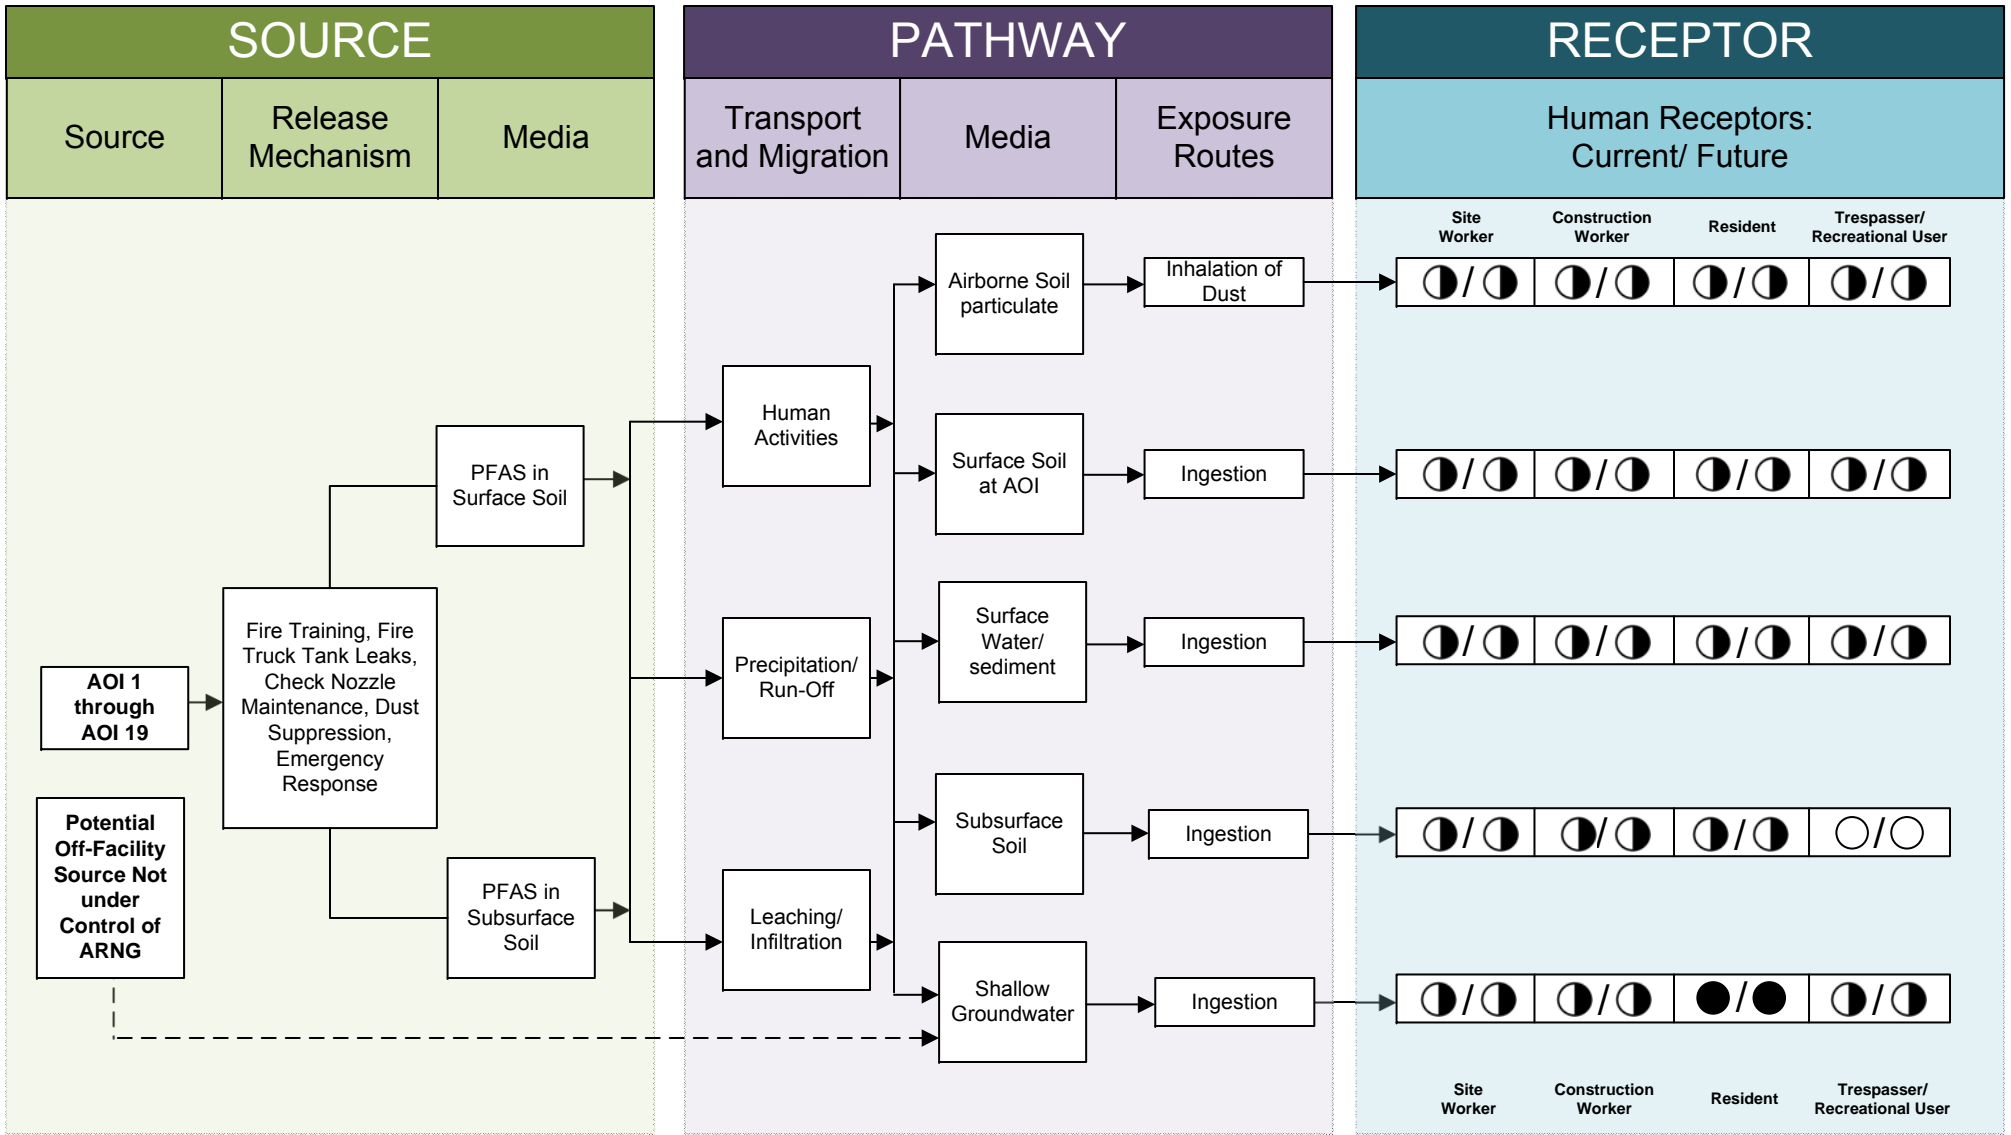 SOURCE
PATHWAY
RECEPTOR
Source
Release
Mechanism
Media
Transport
and Migration
Media
Exposure
Routes
Human Receptors:
Current/ Future
Site
Worker
Construction
Worker
Resident
Trespasser/
Recreational User
Airborne Soil
particulate
Inhalation of
Dust
/
/
/
/
Human
Activities
PFAS in
Surface Soil
Surface Soil
at AOI
Ingestion
/
/
/
/
Fire Training, Fire
Truck Tank Leaks,
Check Nozzle
Maintenance, Dust
Suppression,
Emergency
Response
AOI 1
through
AOI 19
Precipitation/
Run-Off
Surface
Water/
sediment
Ingestion
/
/
/
/
Potential
Off-Facility
Source Not
under
Control of
ARNG
PFAS in
Subsurface
Soil
Leaching/
Infiltration
Subsurface
Soil
Ingestion
/
/
/
/
Shallow
Groundwater
Ingestion
/
/
/
/
Site
Worker
Construction
Worker
Resident
Trespasser/
Recreational User